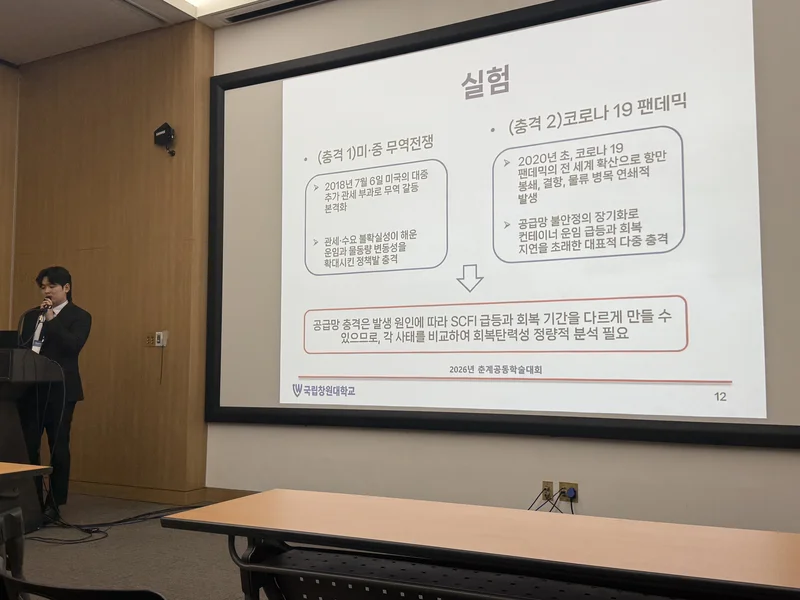 실험
• (충격 1)미·중 무역전쟁
➢ 2018년 7월 6일 미국의 대중
추가 관세 부과로 무역 갈등
본격화
➢ 관세·수요 불확실성이 해운
운임과 물동량 변동성을
확대시킨 정책발 충격
• (충격 2)코로나 19 팬데믹
➢ 2020년 초, 코로나 19
팬데믹의 전 세계 확산으로 항만
봉쇄, 결항, 물류 병목 연쇄적
발생
➢ 공급망 불안정의 장기화로
컨테이너 운임 급등과 회복
지연을 초래한 대표적 다중 충격
공급망 충격은 발생 원인에 따라 SCFI 급등과 회복 기간을 다르게 만들 수
있으므로, 각 사태를 비교하여 회복탄력성 정량적 분석 필요
2026년 춘계공동학술대회
국립창원대학교
12